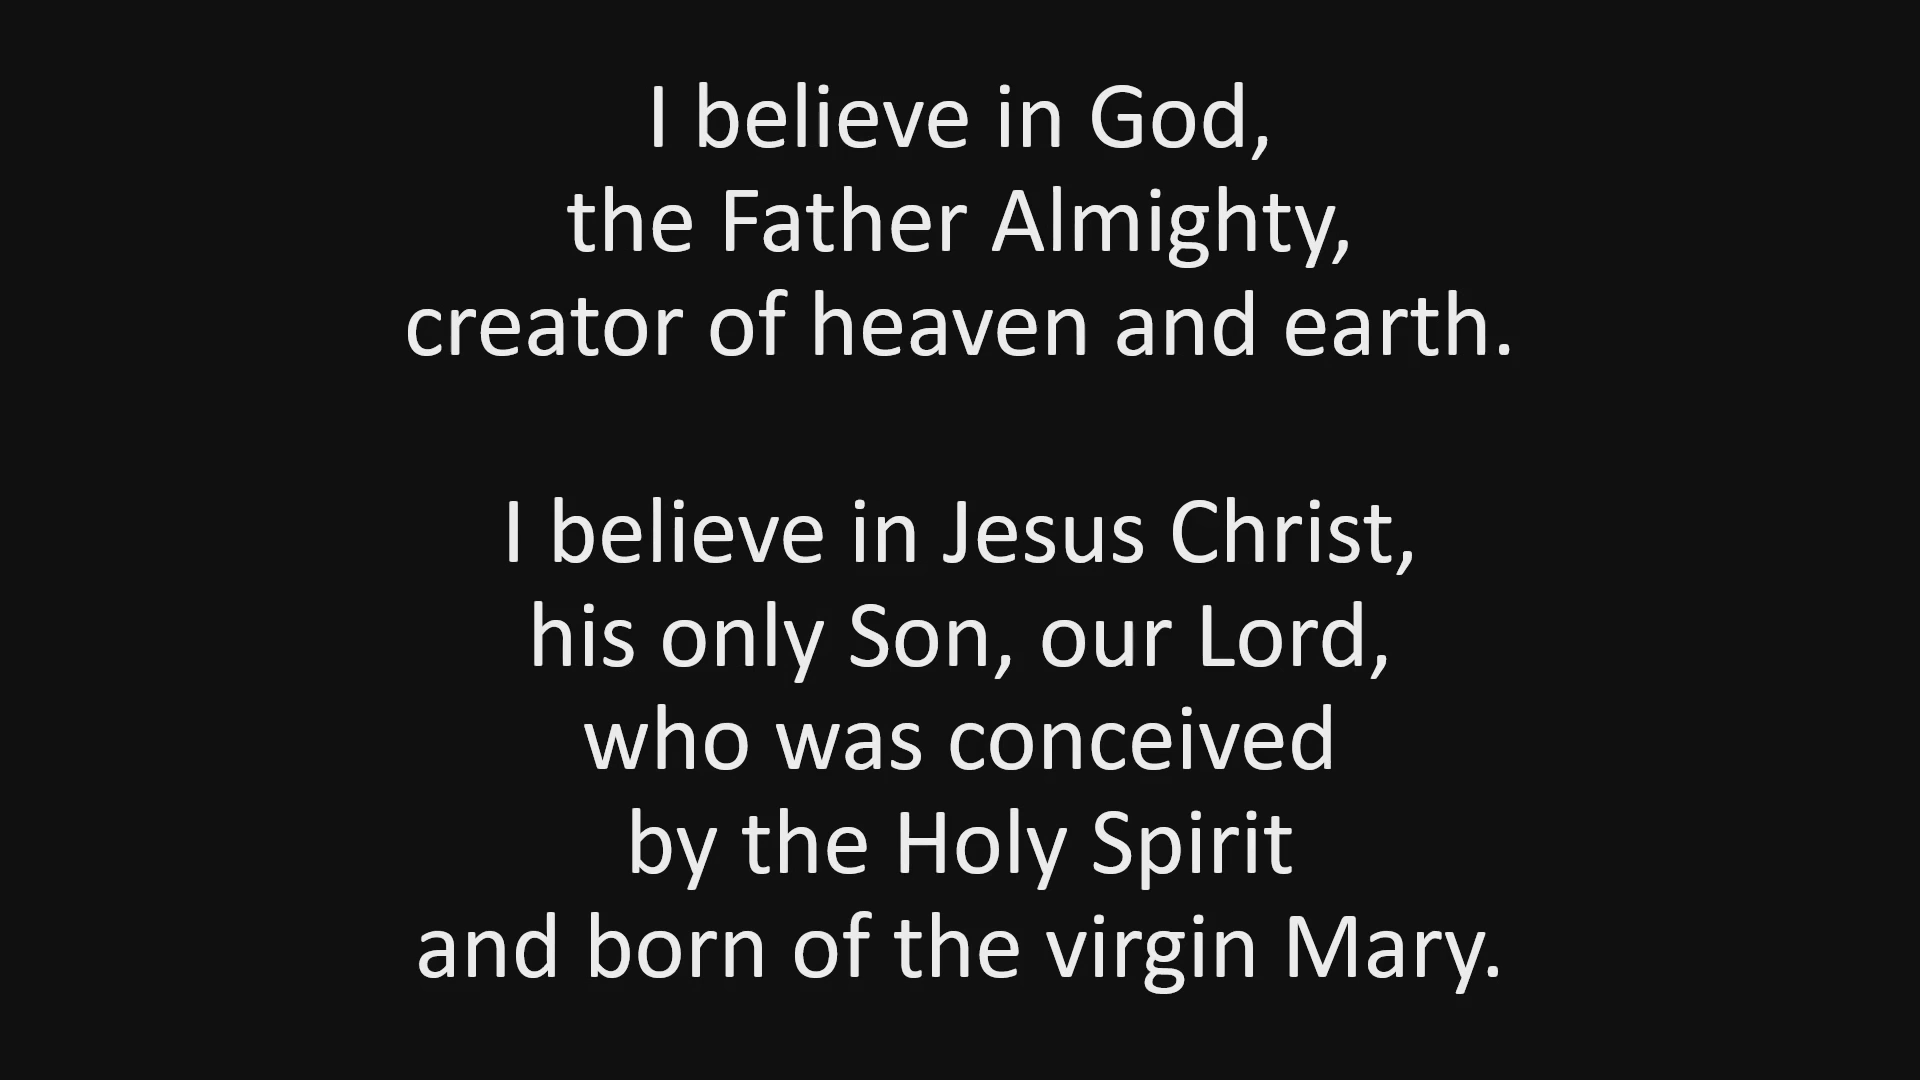 I believe in God,
the Father Almighty,
creator of heaven and earth.
I believe in Jesus Christ,
his only Son, our Lord,
who was conceived
by the Holy Spirit
and born of the virgin Mary.